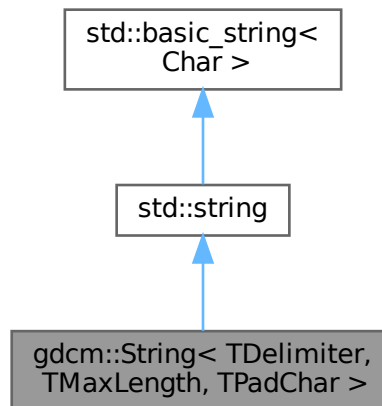 std::basic_string<
Char >
std::string
gdcm::String< TDelimiter,
TMaxLength, TPadChar >